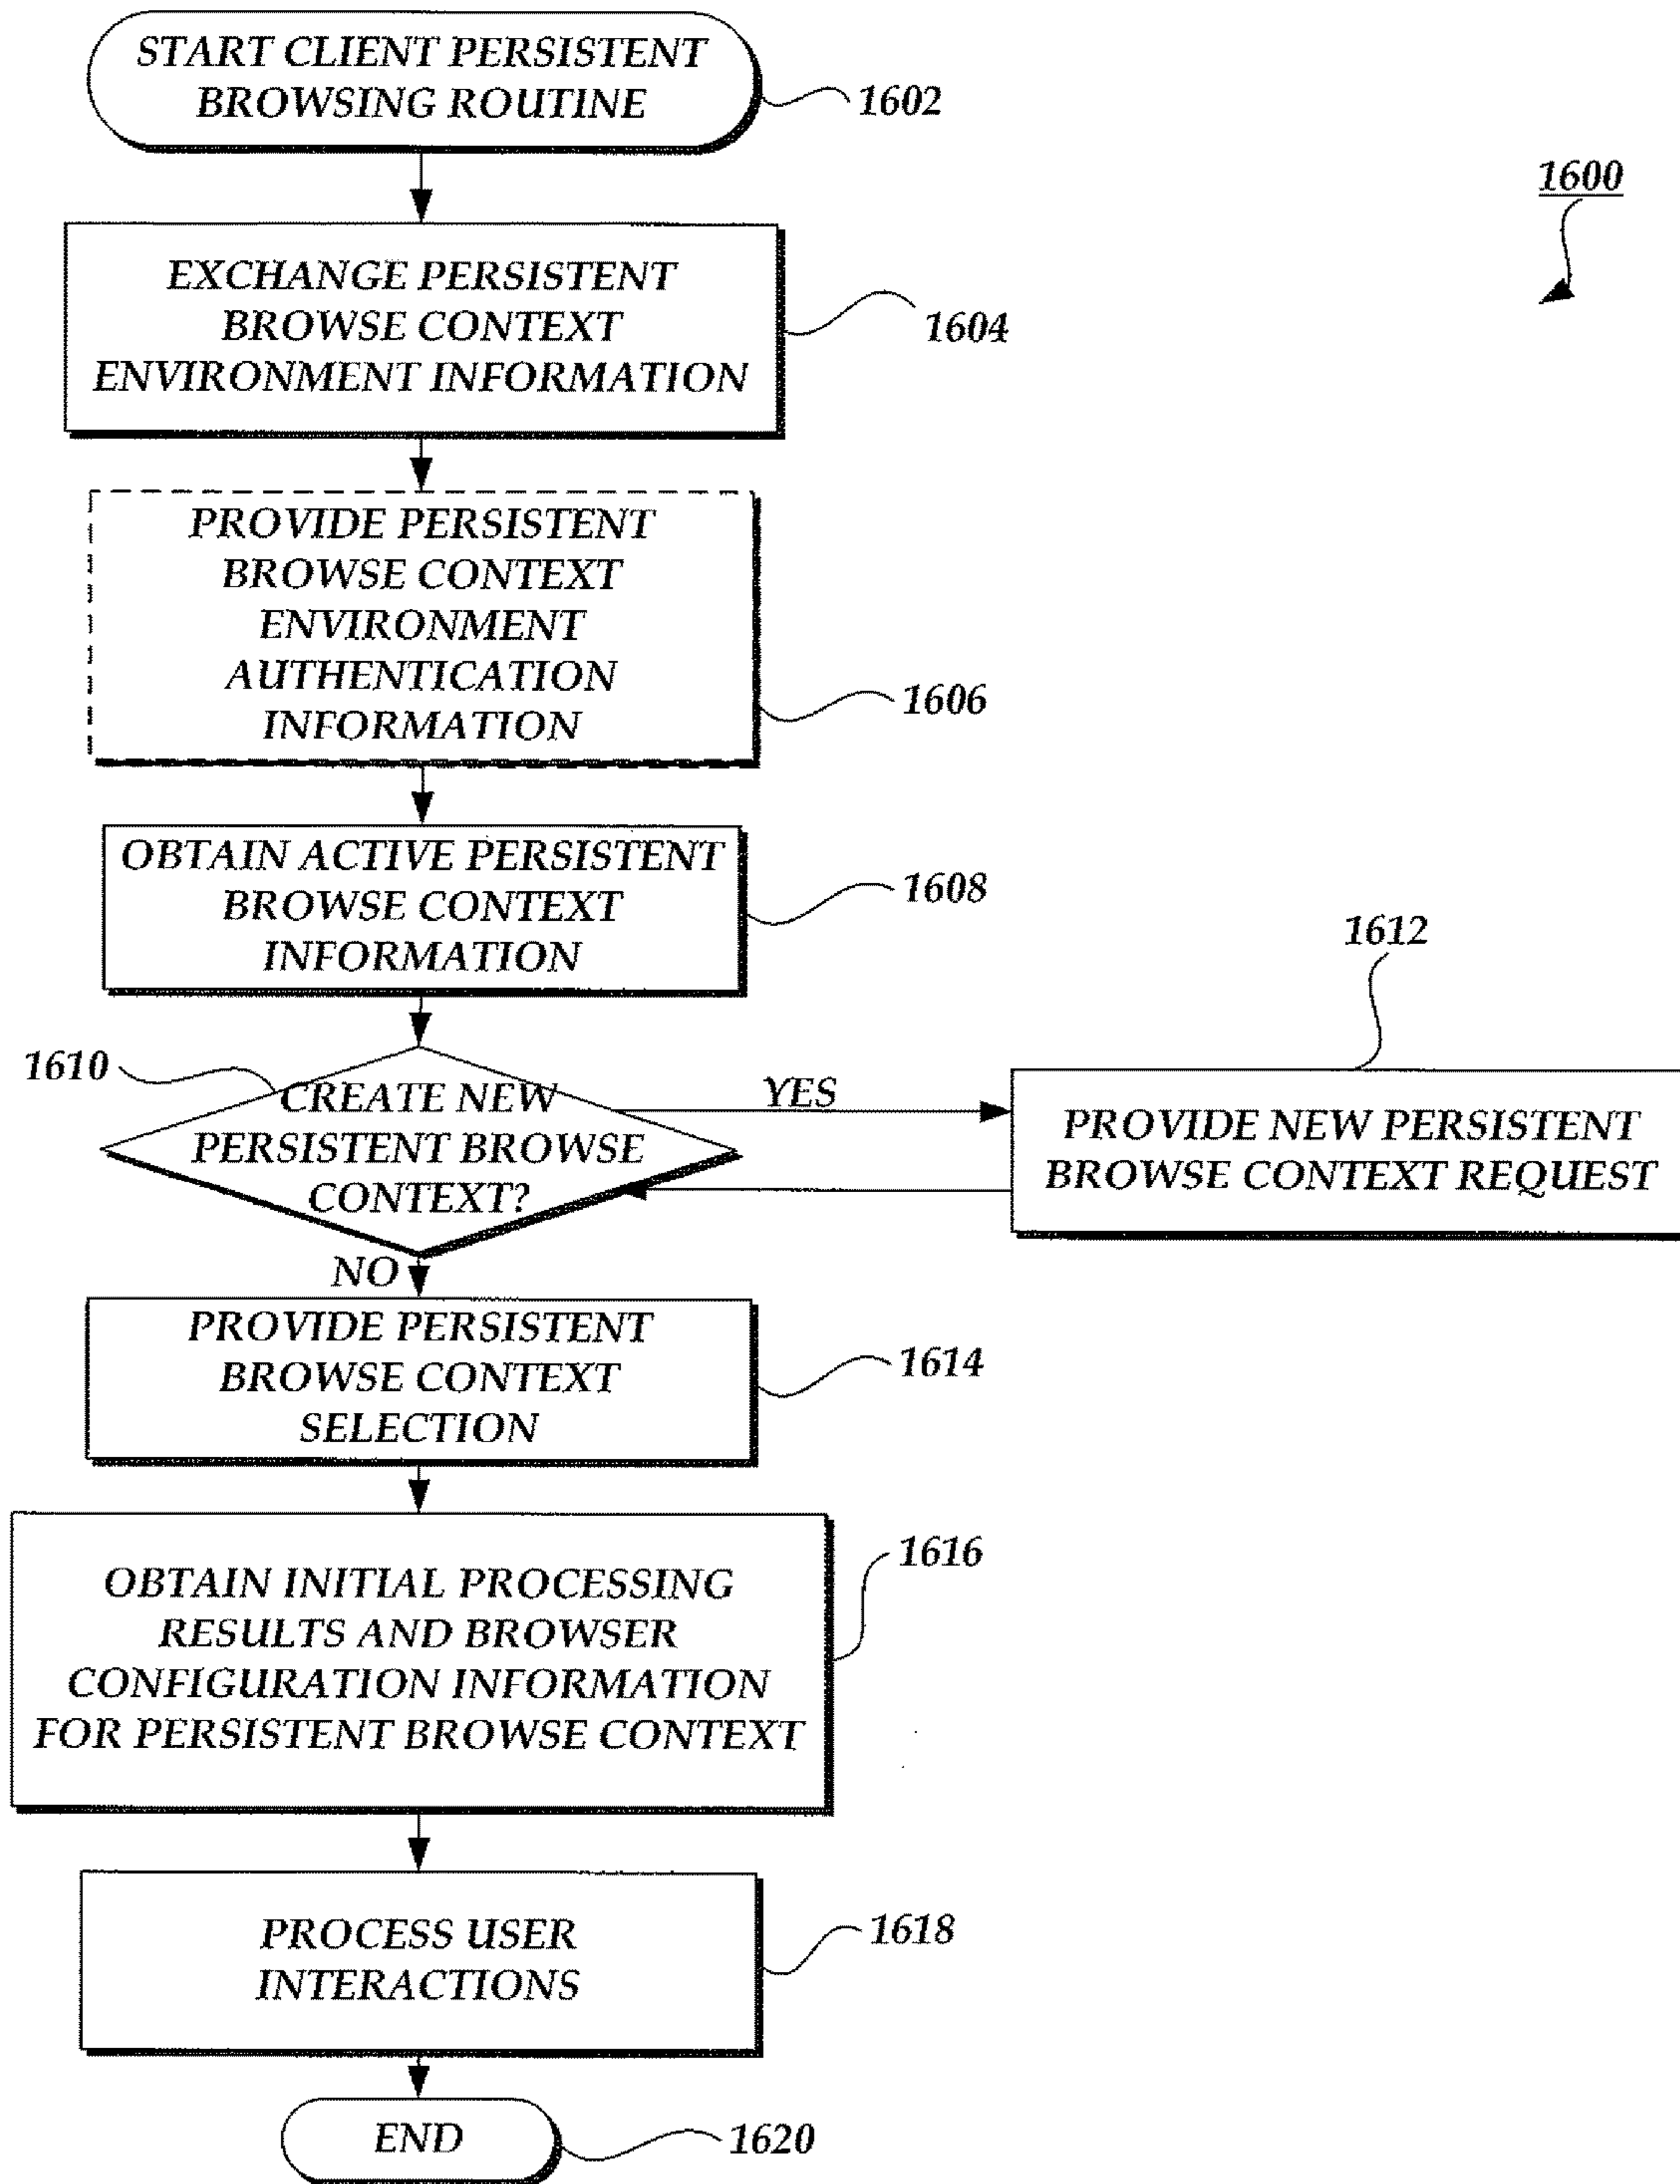 START CLIENT PERSISTENT
BROWSING ROUTINE
1602
1600
EXCHANGE PERSISTENT
BROWSE CONTEXT
ENVIRONMENT INFORMATION
1604
PROVIDE PERSISTENT
BROWSE CONTEXT
ENVIRONMENT
AUTHENTICATION
INFORMATION
1606
OBTAIN ACTIVE PERSISTENT
BROWSE CONTEXT
INFORMATION
1608
1610
CREATE NEW
PERSISTENT BROWSE
CONTEXT?
YES
1612
PROVIDE NEW PERSISTENT
BROWSE CONTEXT REQUEST
NO
PROVIDE PERSISTENT
BROWSE CONTEXT
SELECTION
1614
OBTAIN INITIAL PROCESSING
RESULTS AND BROWSER
CONFIGURATION INFORMATION
FOR PERSISTENT BROWSE CONTEXT
1616
PROCESS USER
INTERACTIONS
1618
END
1620